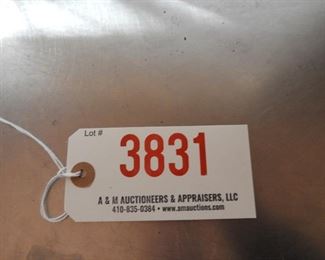 Lot #
3831
A & M AUCTIONEERS & APPRAISERS, LLC
410-835-0384 • www.amauctions.com